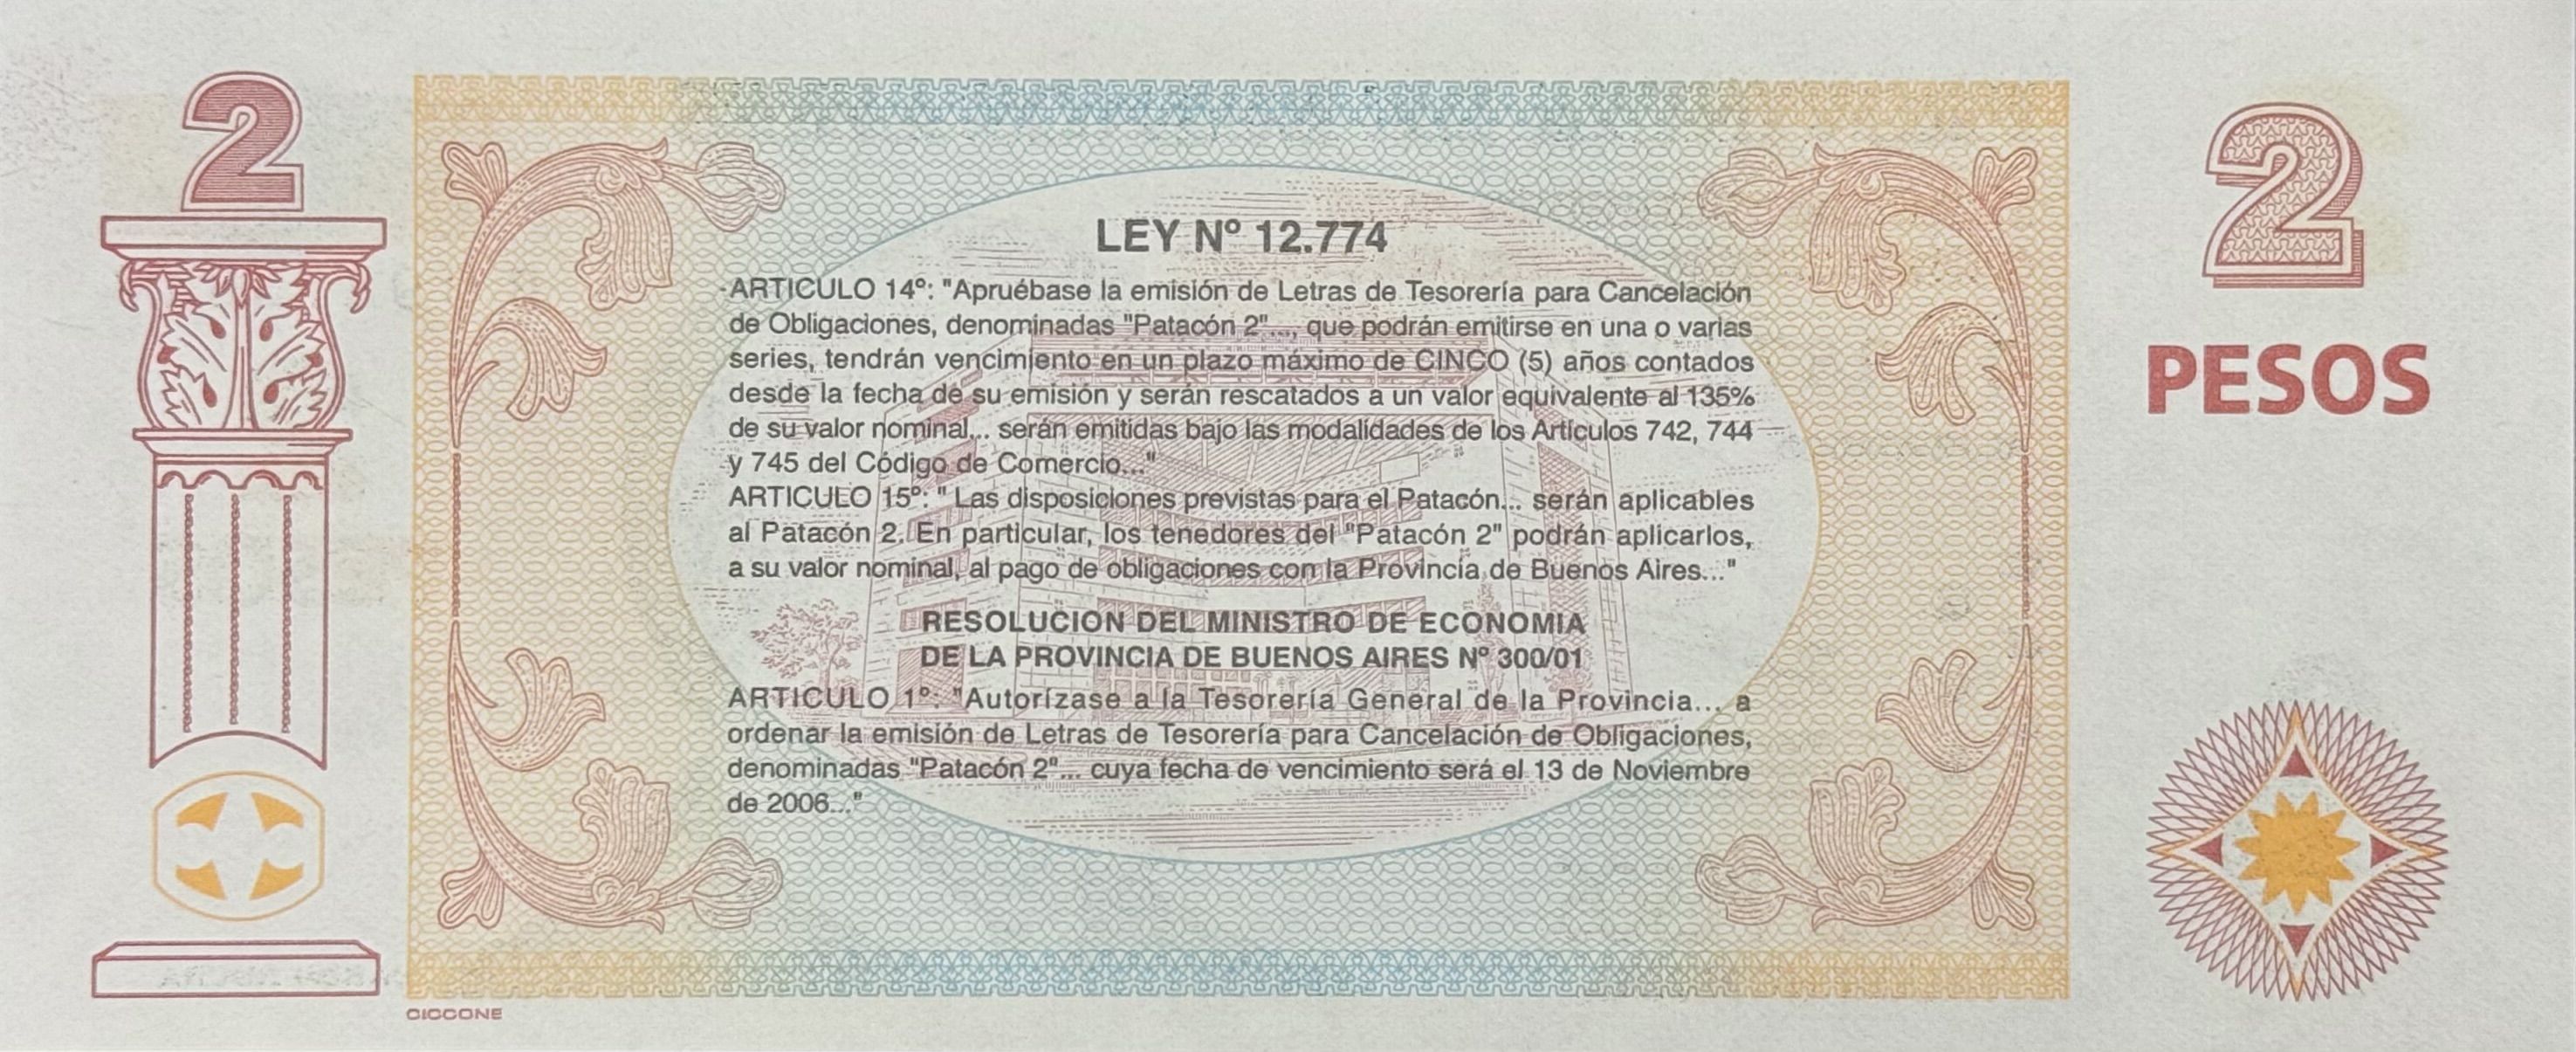 2
2
PESOS
LEY Nº 12.774
ARTICULO 14º: "Apruébase la emisión de Letras de Tesorería para Cancelación
de Obligaciones, denominadas "Patacón 2"..., que podrán emitirse en una o varias
series, tendrán vencimiento en un plazo máximo de CINCO (5) años contados
desde la fecha de su emisión y serán rescatados a un valor equivalente al 135%
de su valor nominal... serán emitidas bajo las modalidades de los Artículos 742, 744
y 745 del Código de Comercio..."
ARTICULO 15º: " Las disposiciones previstas para el Patacón... serán aplicables
al Patacón 2. En particular, los tenedores del "Patacón 2" podrán aplicarlos,
a su valor nominal, al pago de obligaciones con la Provincia de Buenos Aires..."
RESOLUCION DEL MINISTRO DE ECONOMIA
DE LA PROVINCIA DE BUENOS AIRES Nº 300/01
ARTICULO 1º: "Autorízase a la Tesorería General de la Provincia... a
ordenar la emisión de Letras de Tesorería para Cancelación de Obligaciones,
denominadas "Patacón 2"... cuya fecha de vencimiento será el 13 de Noviembre
de 2006..."
CICCONE